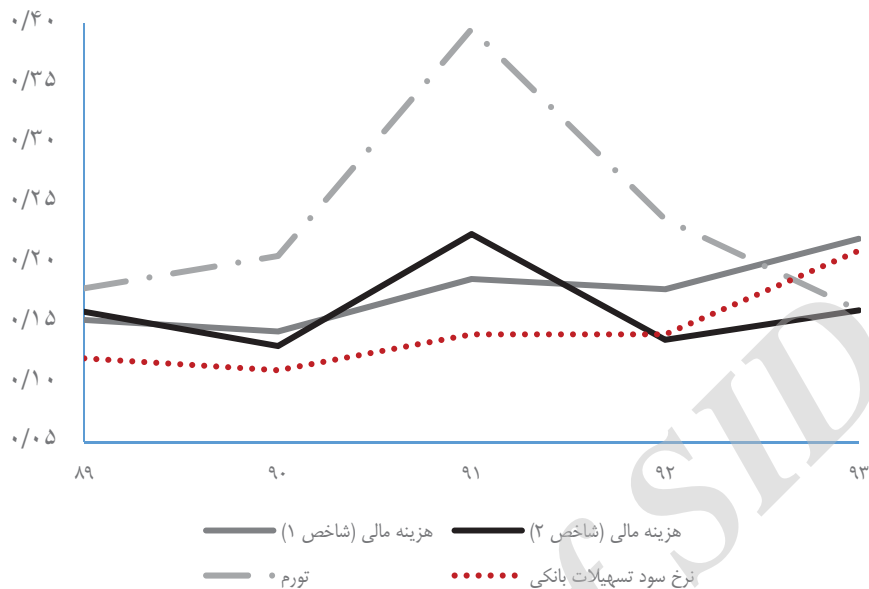 ۰/۴۰
۰/۳۵
۰/۳۰
۰/۲۵
۰/۲۰
۰/۱۵
۰/۱۰
۰/۰۵
۸۹ ۹۰ ۹۱ ۹۲ ۹۳
هزینه مالی (شاخص ۱) هزینه مالی (شاخص ۲)
تورم نرخ سود تسهیلات بانکی
f SID